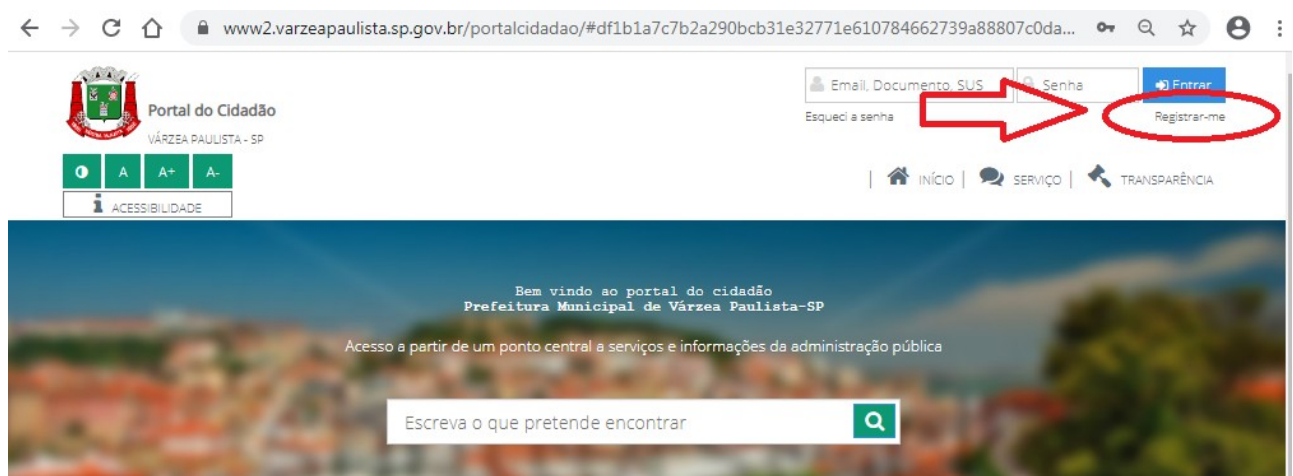 www2.varzeapaulista.sp.gov.br/portalcidadao/#df1b1a7c7b2a290bcb31e32771e610784662739a88807c0da...
Email, Documento, SUS
Senha
Entrar
Portal do Cidadão
VÁRZEA PAULISTA - SP
Esqueci a senha
Registrar-me
A
A+
A-
ACESSIBILIDADE
| INÍCIO | SERVIÇO | TRANSPARÊNCIA
Bem vindo ao portal do cidadão
Prefeitura Municipal de Várzea Paulista-SP
Acesso a partir de um ponto central a serviços e informações da administração pública
Escreva o que pretende encontrar